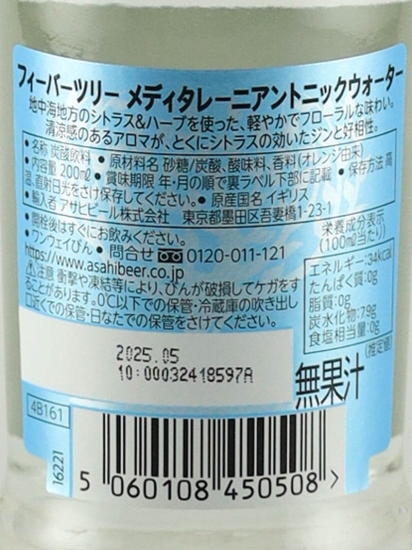 フィーバーツリー メディタレーニアントニックウォーター
地中海地方のシトラス&ハーブを使った、軽やかでフローラルな味わい。
清涼感のあるアロマが、とくにシトラスの効いたジンと好相性。
●名称 炭酸飲料 ●原材料名 砂糖/炭酸、酸味料、香料(オレンジ由来)
●内容量 200ml ●賞味期限 年・月の順で裏ラベル下部に記載 ●保存方法 高
温、直射日光をさけ保存してください。 ●原産国名 イギリス
●輸入者 アサヒビール株式会社 東京都墨田区吾妻橋1-23-1
●開栓後はすぐにお飲みください。
●ワンウェイびん ●問合せ 0120-011-121
https://www.asahibeer.co.jp
⚠注意 衝撃や凍結等により、びんが破損してケガをす
ることがあります。0℃以下での保管・冷蔵庫の吹き出し
口近くでの保管・日なたでの保管をさけてください。
栄養成分表示
(100ml当たり)
エネルギー:34kcal
たんぱく質:0g
脂質:0g
炭水化物:7.9g
食塩相当量:0g
(推定値)
2025.05
10:00032418597A
無果汁
4B161
16221
5 060108 450508